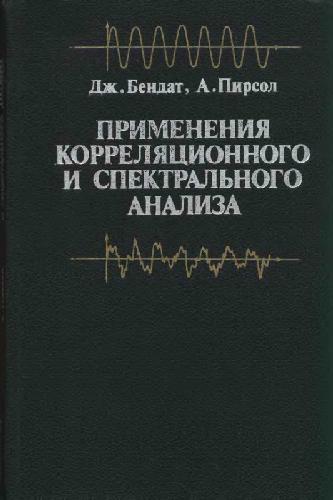 Дж. Бендат, А. Пирсол
ПРИМЕНЕНИЯ
КОРРЕЛЯЦИОННОГО
И СПЕКТРАЛЬНОГО
АНАЛИЗА